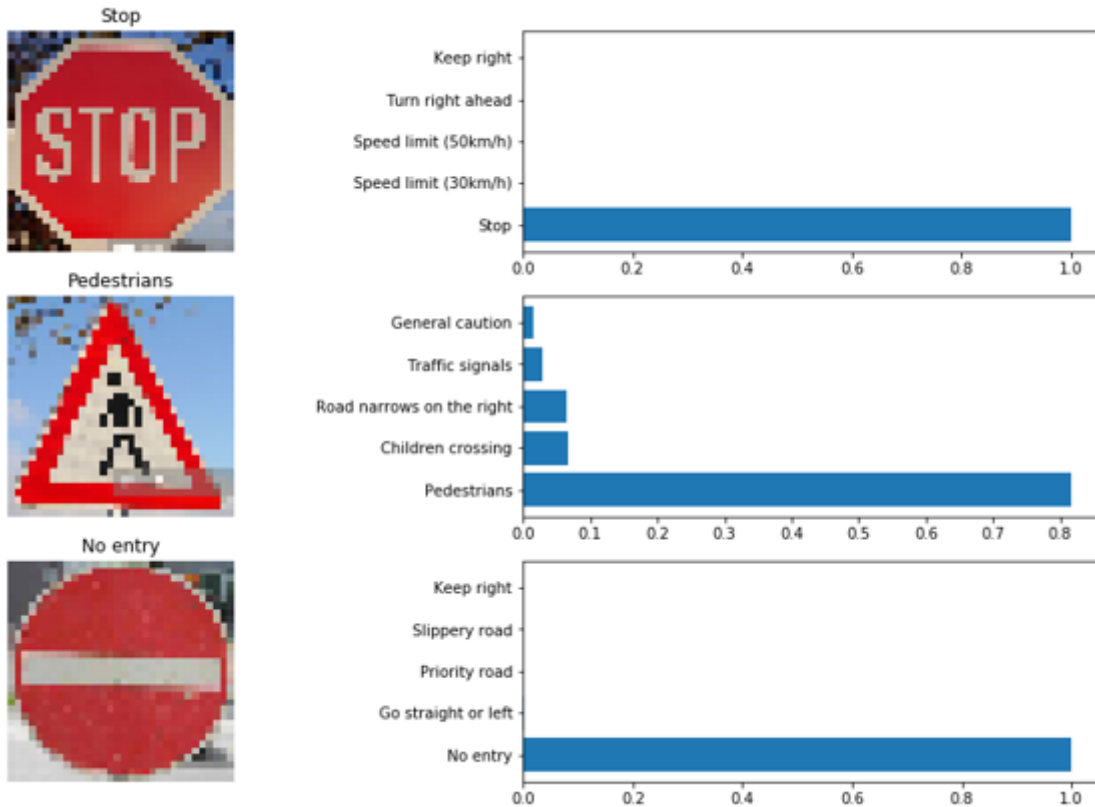 Stop
STOP
Keep right
Turn right ahead
Speed limit (50km/h)
Speed limit (30km/h)
Stop
0.0 0.2 0.4 0.6 0.8 1.0
Pedestrians
General caution
Traffic signals
Road narrows on the right
Children crossing
Pedestrians
0.0 0.1 0.2 0.3 0.4 0.5 0.6 0.7 0.8
No entry
Keep right
Slippery road
Priority road
Go straight or left
No entry
0.0 0.2 0.4 0.6 0.8 1.0